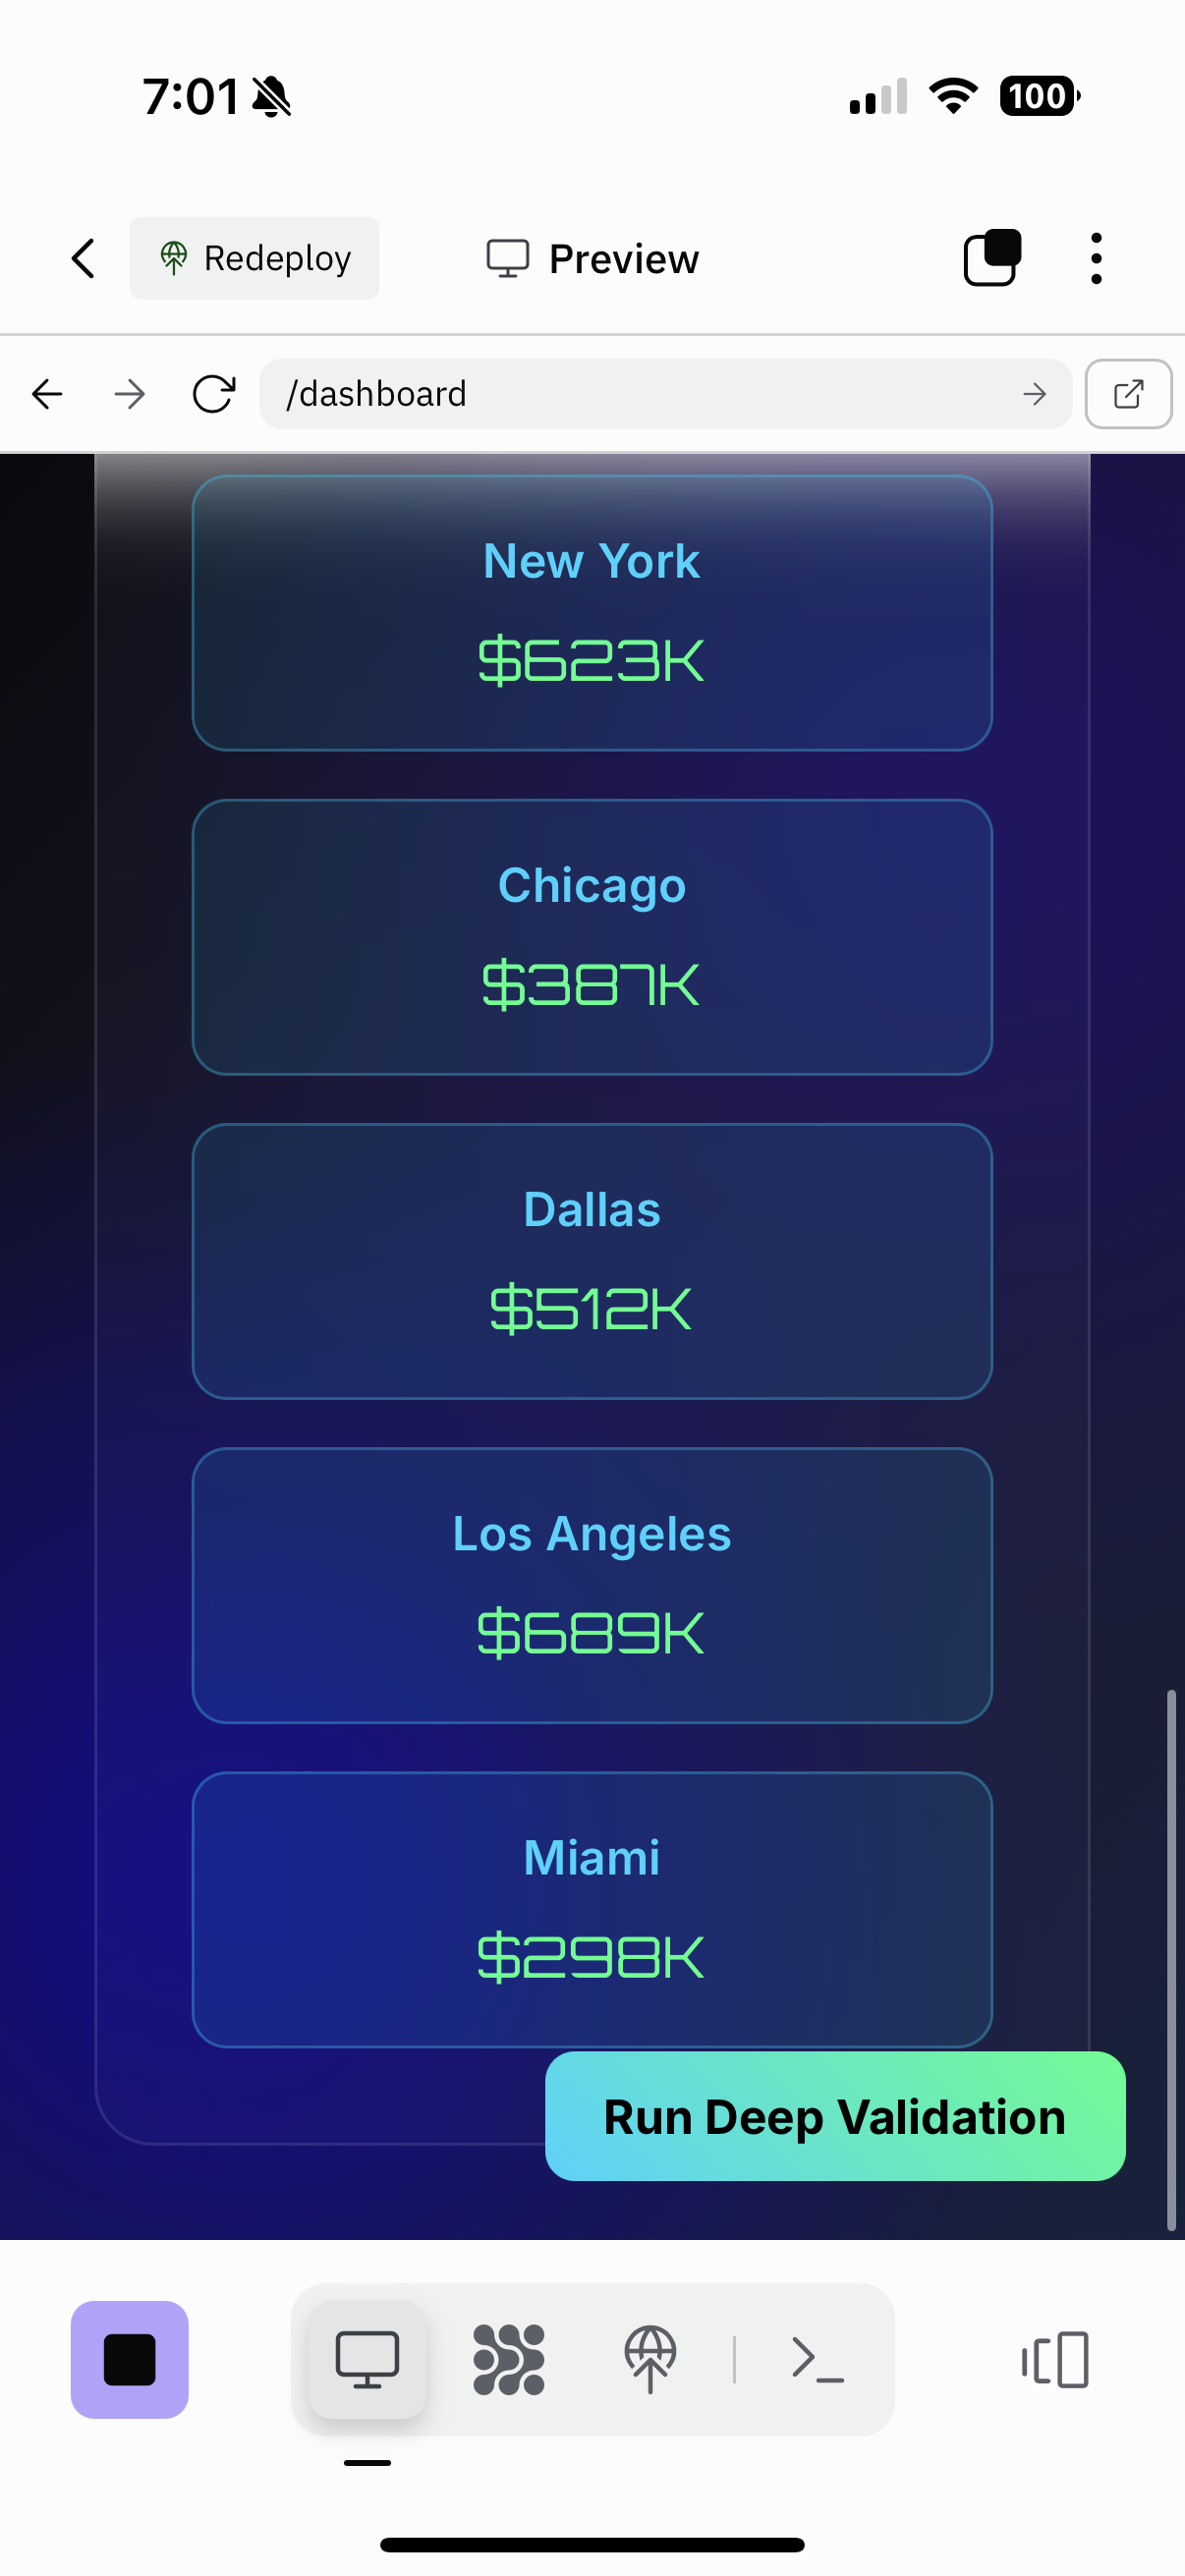 7:01
100
Redeploy
Preview
/dashboard
New York
$623K
Chicago
$387K
Dallas
$512K
Los Angeles
$689K
Miami
$298K
Run Deep Validation